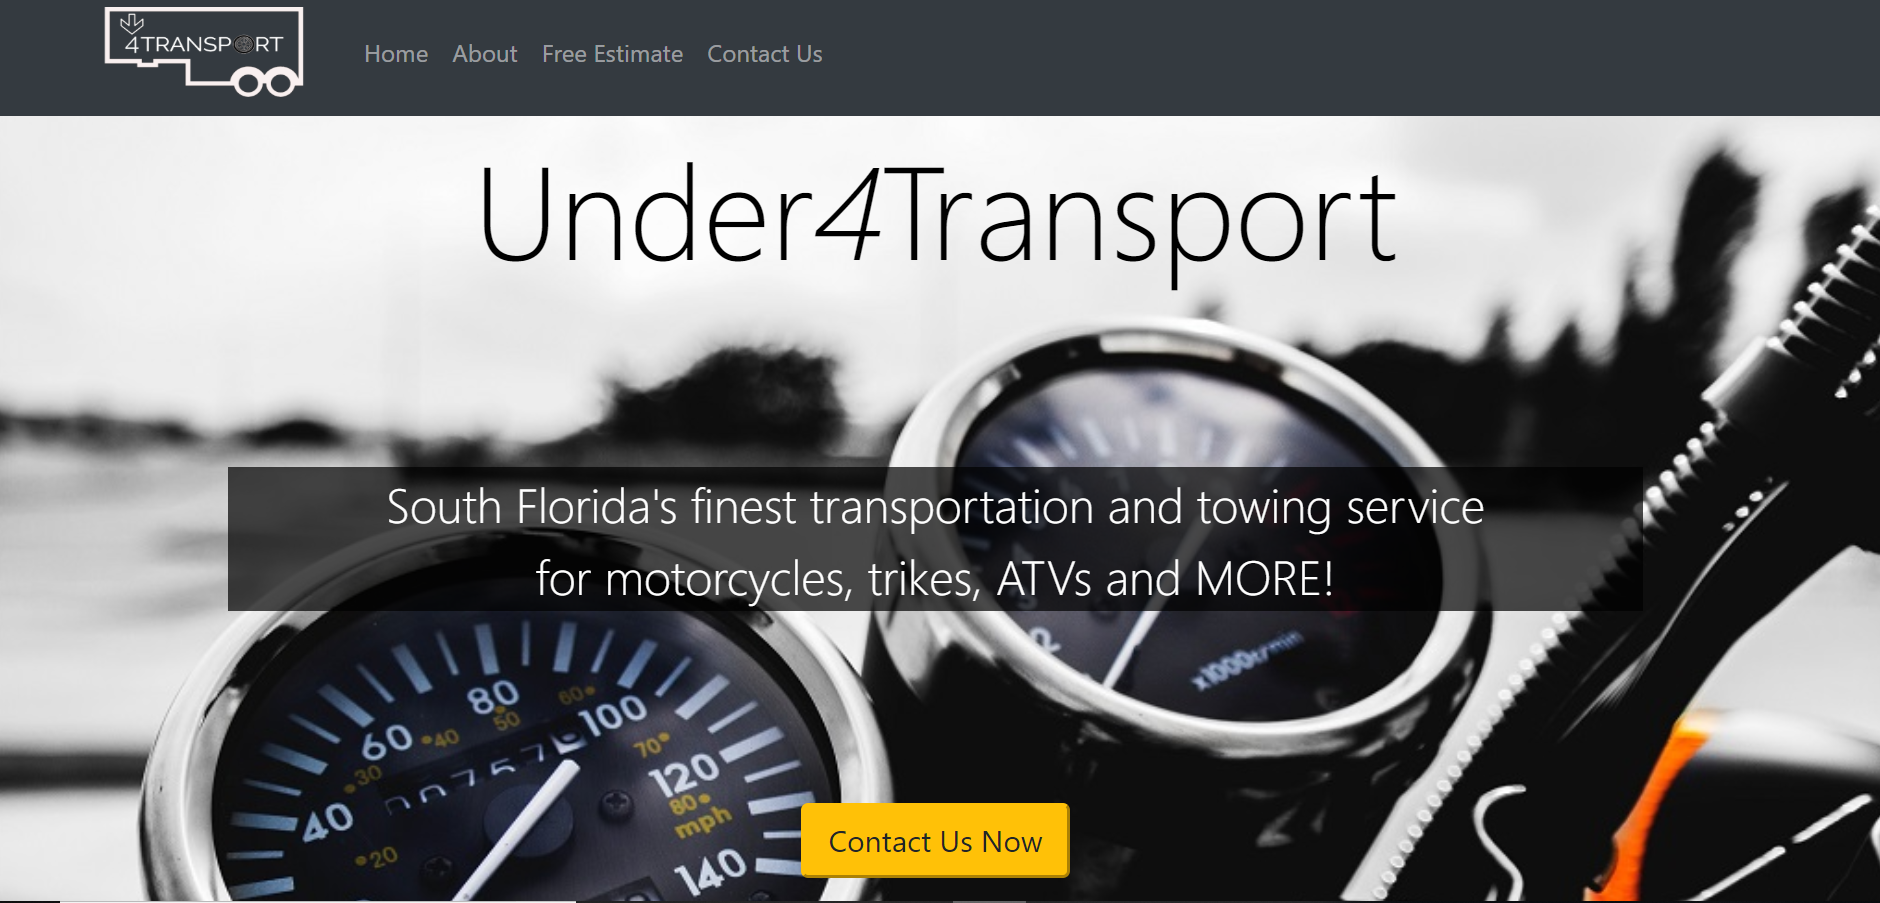 4TRANSPORT
Home About Free Estimate Contact Us
Under4Transport
South Florida's finest transportation and towing service
for motorcycles, trikes, ATVs and MORE!
2
x1000tr/min
80
60
50
100
60
40
70
30
120
40
80
mph
20
140
Contact Us Now